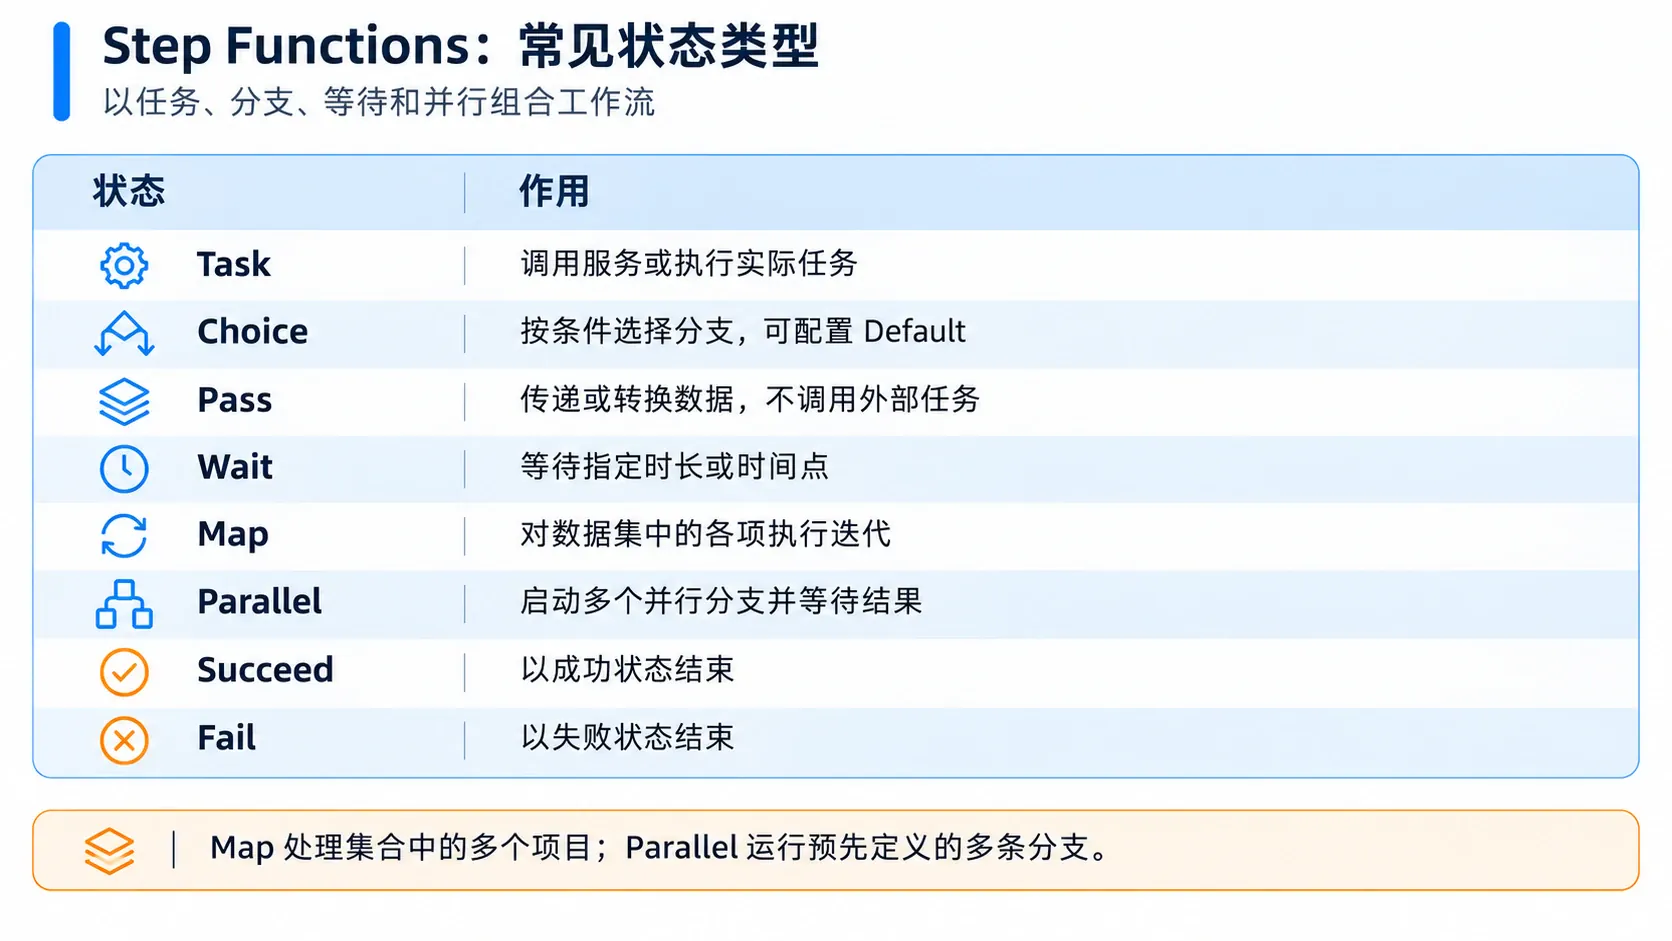 Step Functions：常见状态类型
以任务、分支、等待和并行组合工作流
状态 作用
Task 调用服务或执行实际任务
Choice 按条件选择分支，可配置 Default
Pass 传递或转换数据，不调用外部任务
Wait 等待指定时长或时间点
Map 对数据集中的各项执行迭代
Parallel 启动多个并行分支并等待结果
Succeed 以成功状态结束
Fail 以失败状态结束
Map 处理集合中的多个项目；Parallel 运行预先定义的多条分支。